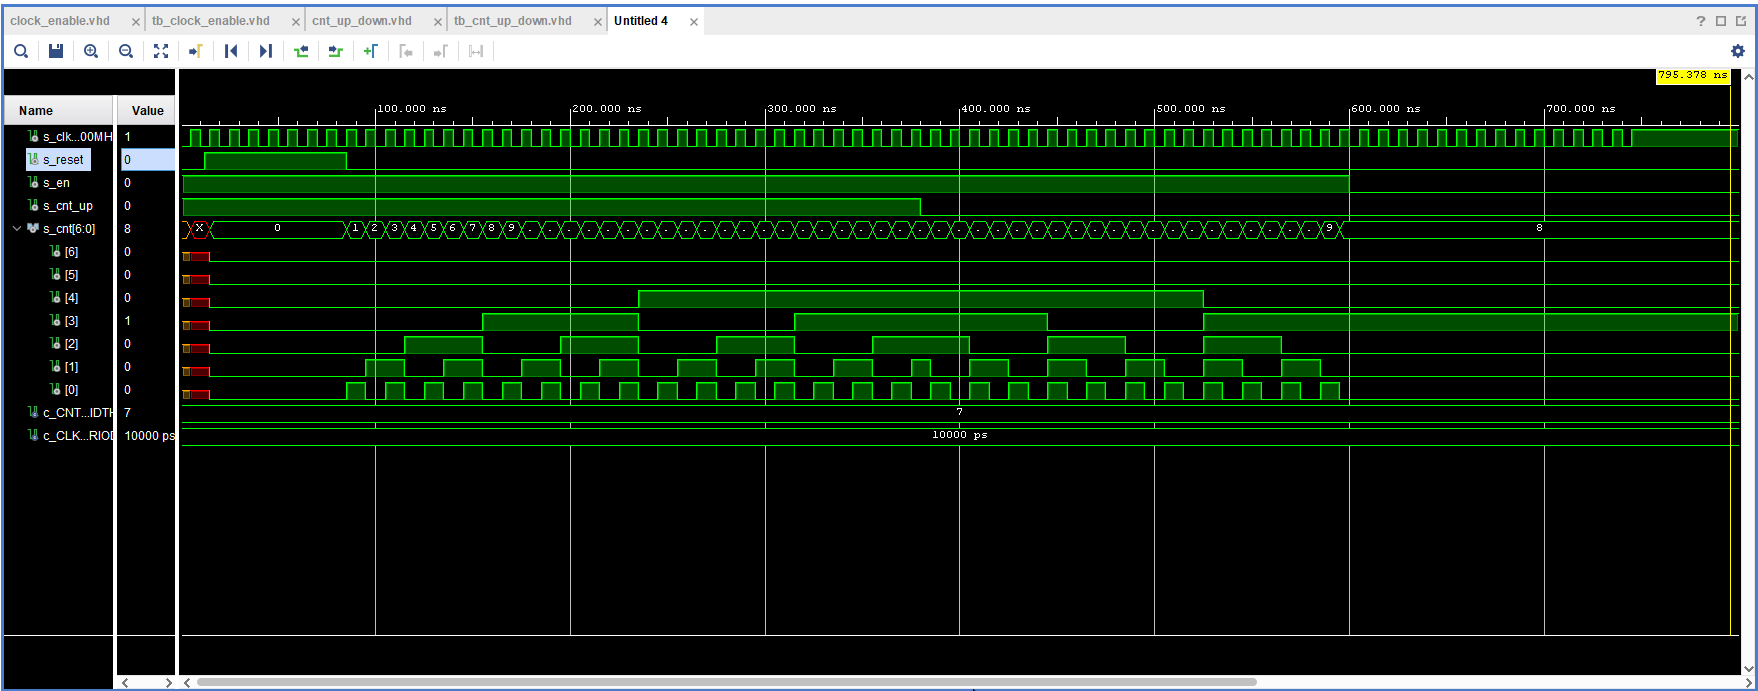 clock_enable.vhd × tb_clock_enable.vhd × cnt_up_down.vhd × tb_cnt_up_down.vhd × Untitled 4 ×
795.378 ns
Name Value
100.000 ns 200.000 ns 300.000 ns 400.000 ns 500.000 ns 600.000 ns 700.000 ns
s_clk...00MH 1
s_reset 0
s_en 0
s_cnt_up 0
s_cnt[6:0] 8 X 0 1 2 3 4 5 6 7 8 9 . . . . . . . . . . . . . . . . . . . . . . . . . . . . . . . . 9 8
[6] 0
[5] 0
[4] 0
[3] 1
[2] 0
[1] 0
[0] 0
c_CNT...IDTH 7 7
c_CLK...RIOD 10000 ps 10000 ps